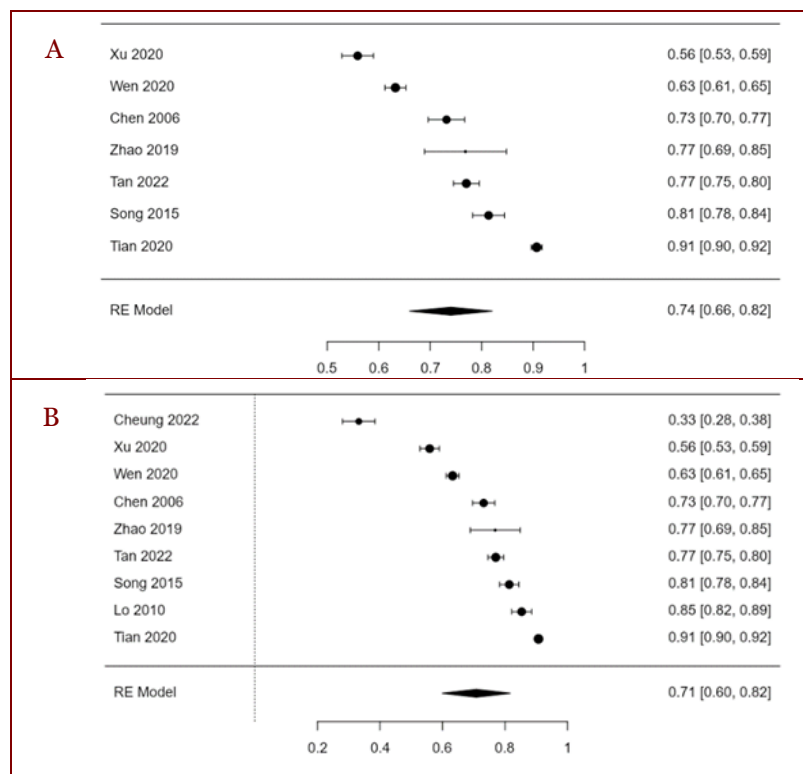 A
Xu 2020 0.56 [0.53, 0.59]
Wen 2020 0.63 [0.61, 0.65]
Chen 2006 0.73 [0.70, 0.77]
Zhao 2019 0.77 [0.69, 0.85]
Tan 2022 0.77 [0.75, 0.80]
Song 2015 0.81 [0.78, 0.84]
Tian 2020 0.91 [0.90, 0.92]
RE Model 0.74 [0.66, 0.82]
0.5 0.6 0.7 0.8 0.9 1
B
Cheung 2022 0.33 [0.28, 0.38]
Xu 2020 0.56 [0.53, 0.59]
Wen 2020 0.63 [0.61, 0.65]
Chen 2006 0.73 [0.70, 0.77]
Zhao 2019 0.77 [0.69, 0.85]
Tan 2022 0.77 [0.75, 0.80]
Song 2015 0.81 [0.78, 0.84]
Lo 2010 0.85 [0.82, 0.89]
Tian 2020 0.91 [0.90, 0.92]
RE Model 0.71 [0.60, 0.82]
0.2 0.4 0.6 0.8 1